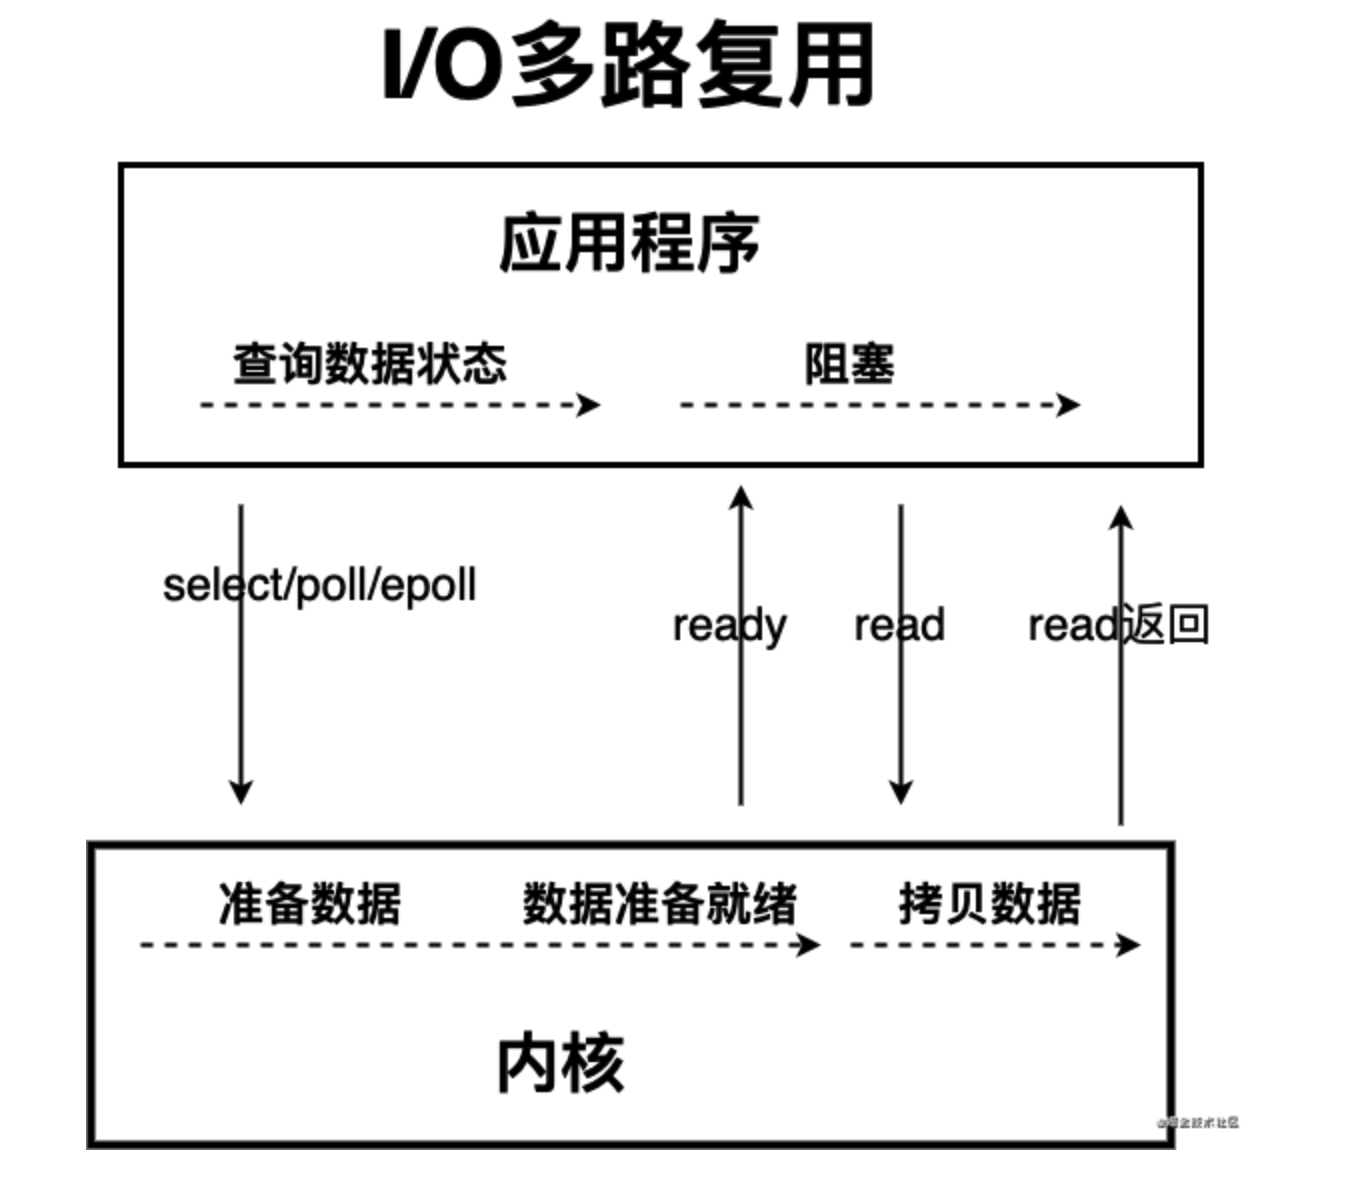 I/O多路复用
应用程序
查询数据状态
阻塞
select/poll/epoll
ready
read
read返回
准备数据
数据准备就绪
拷贝数据
内核
@掘金技术社区